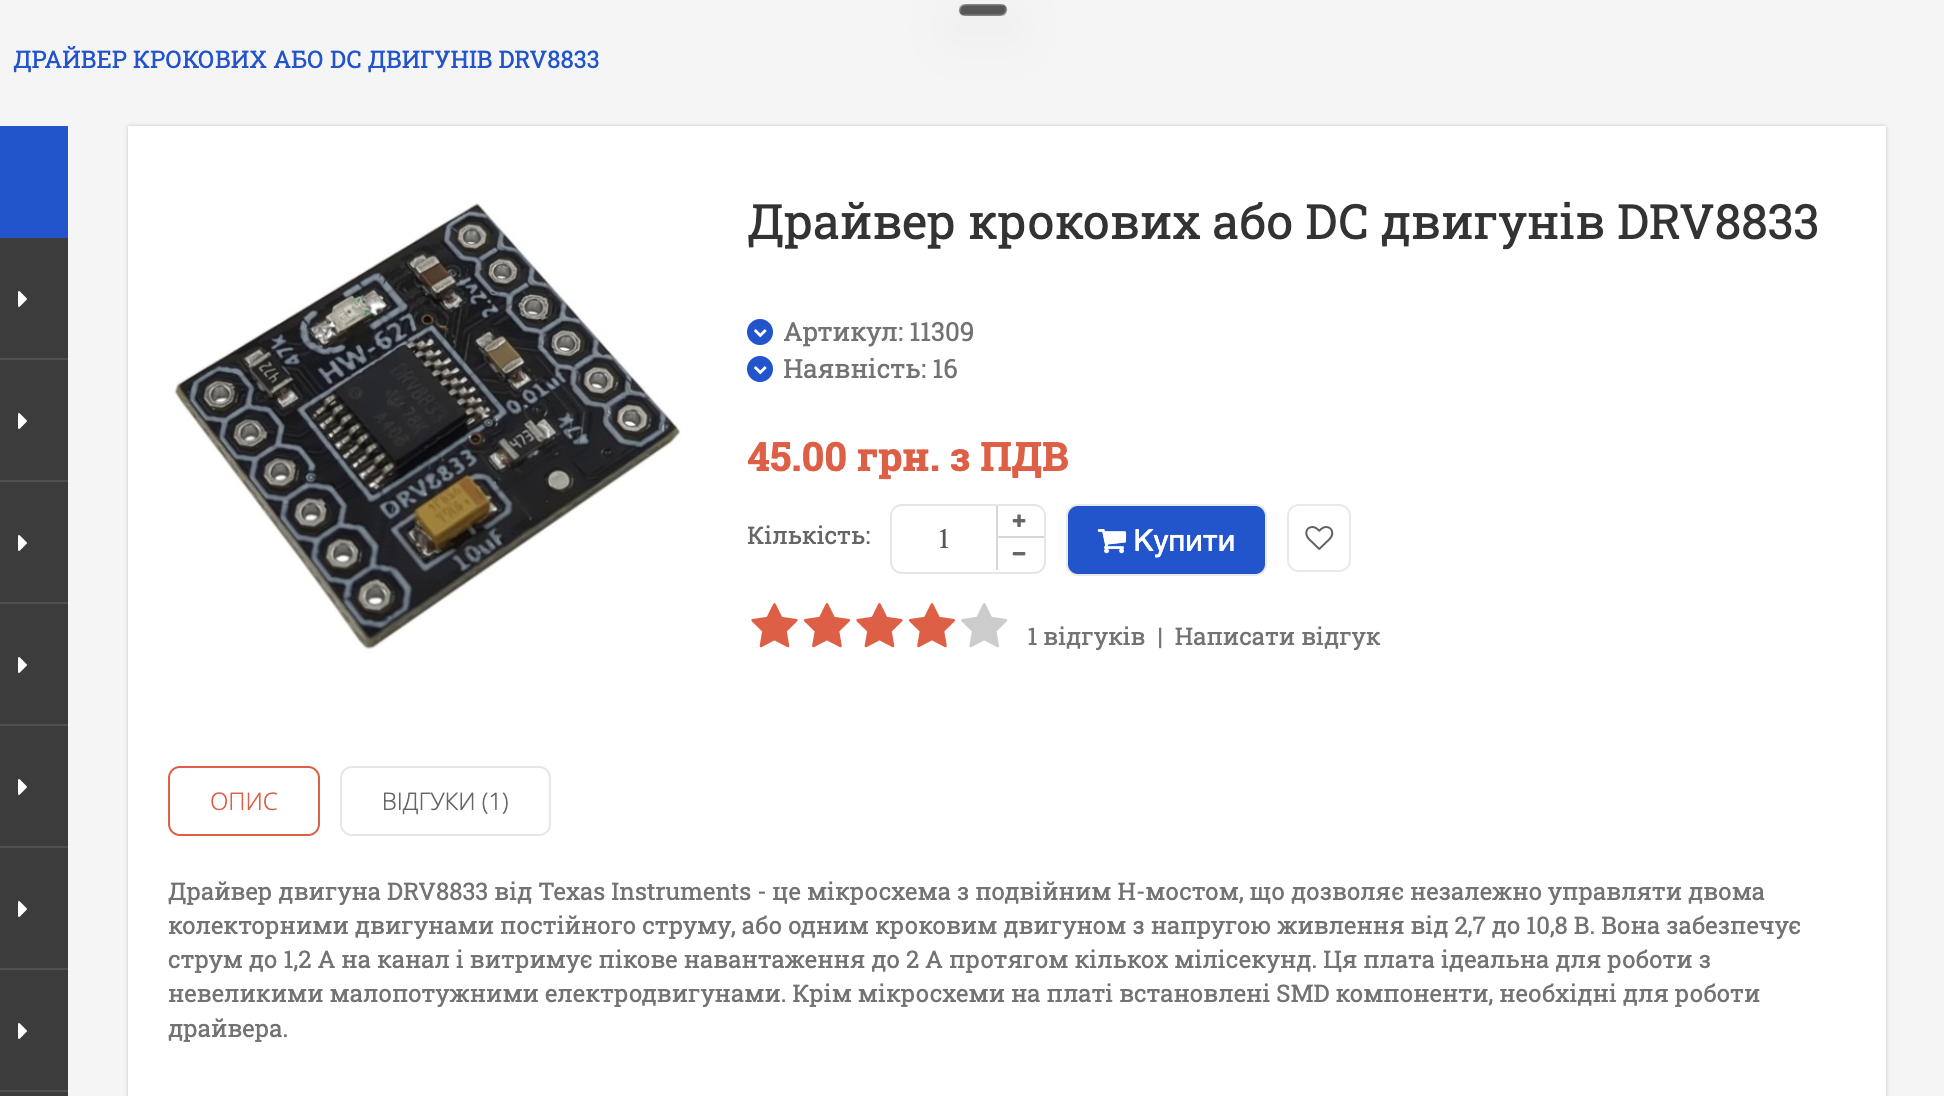 ДРАЙВЕР КРОКОВИХ АБО DC ДВИГУНІВ DRV8833
Драйвер крокових або DC двигунів DRV8833
47k
472
HW-627
2.2uf
0.01uf
473
47k
DRV8833
10uF
Артикул: 11309
Наявність: 16
45.00 грн. з ПДВ
Кількість:
1
+
−
Купити
1 відгуків | Написати відгук
ОПИС
ВІДГУКИ (1)
Драйвер двигуна DRV8833 від Texas Instruments - це мікросхема з подвійним Н-мостом, що дозволяє незалежно управляти двома
колекторними двигунами постійного струму, або одним кроковим двигуном з напругою живлення від 2,7 до 10,8 В. Вона забезпечує
струм до 1,2 А на канал і витримує пікове навантаження до 2 А протягом кількох мілісекунд. Ця плата ідеальна для роботи з
невеликими малопотужними електродвигунами. Крім мікросхеми на платі встановлені SMD компоненти, необхідні для роботи
драйвера.